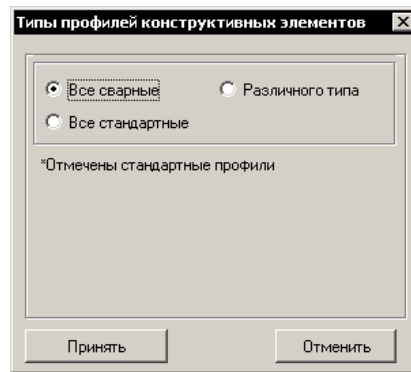 Типы профилей конструктивных элементов
Все сварные Различного типа
Все стандартные
*Отмечены стандартные профили
Принять Отменить